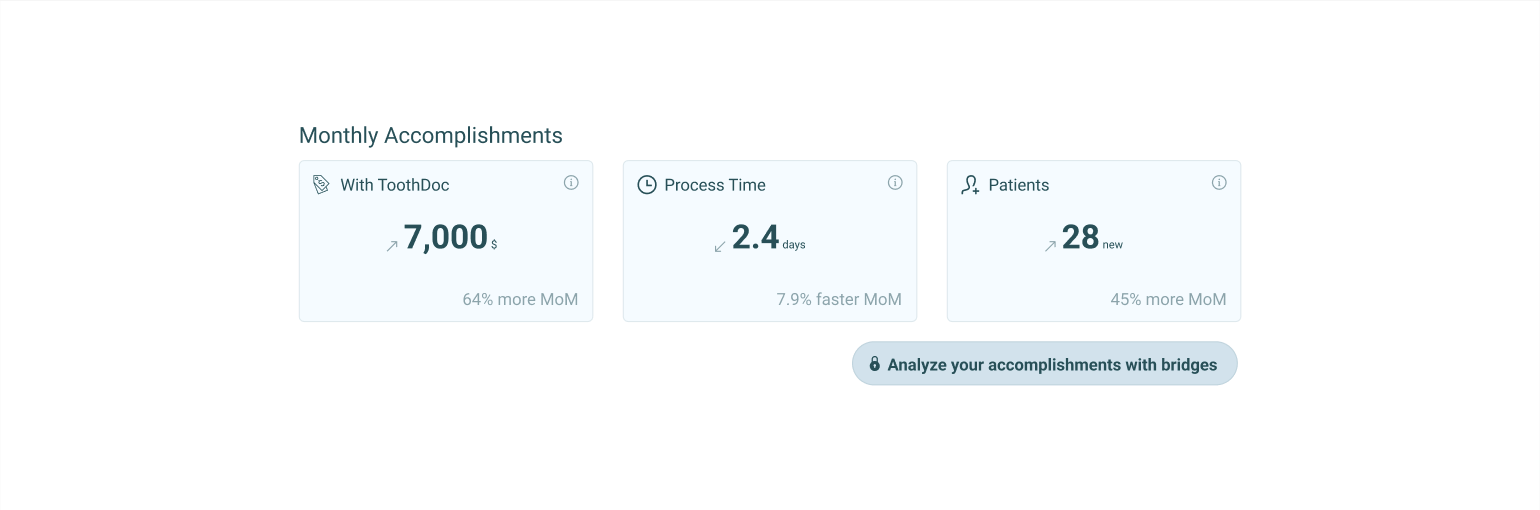 Monthly Accomplishments
With ToothDoc
7,000 $
64% more MoM
Process Time
2.4 days
7.9% faster MoM
Patients
28 new
45% more MoM
Analyze your accomplishments with bridges